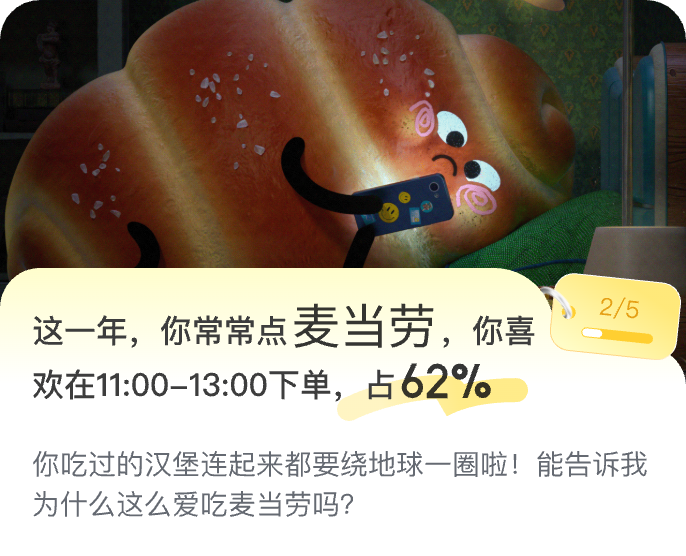 2/5
这一年，你常常点麦当劳，你喜
欢在11:00–13:00下单，占62%
你吃过的汉堡连起来都要绕地球一圈啦！能告诉我
为什么这么爱吃麦当劳吗？